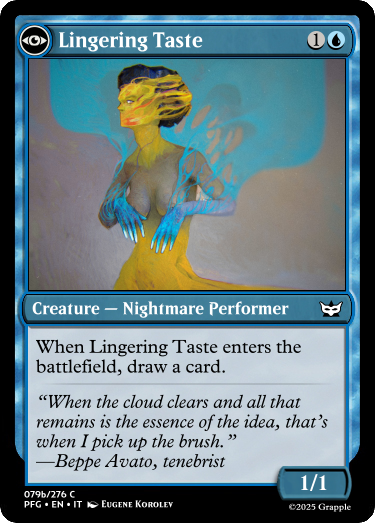 Lingering Taste
1
Creature — Nightmare Performer
When Lingering Taste enters the
battlefield, draw a card.
“When the cloud clears and all that
remains is the essence of the idea, that’s
when I pick up the brush.”
—Beppe Avato, tenebrist
1/1
079b/276 C
PFG • EN • IT Eugene Korolev
©2025 Grapple